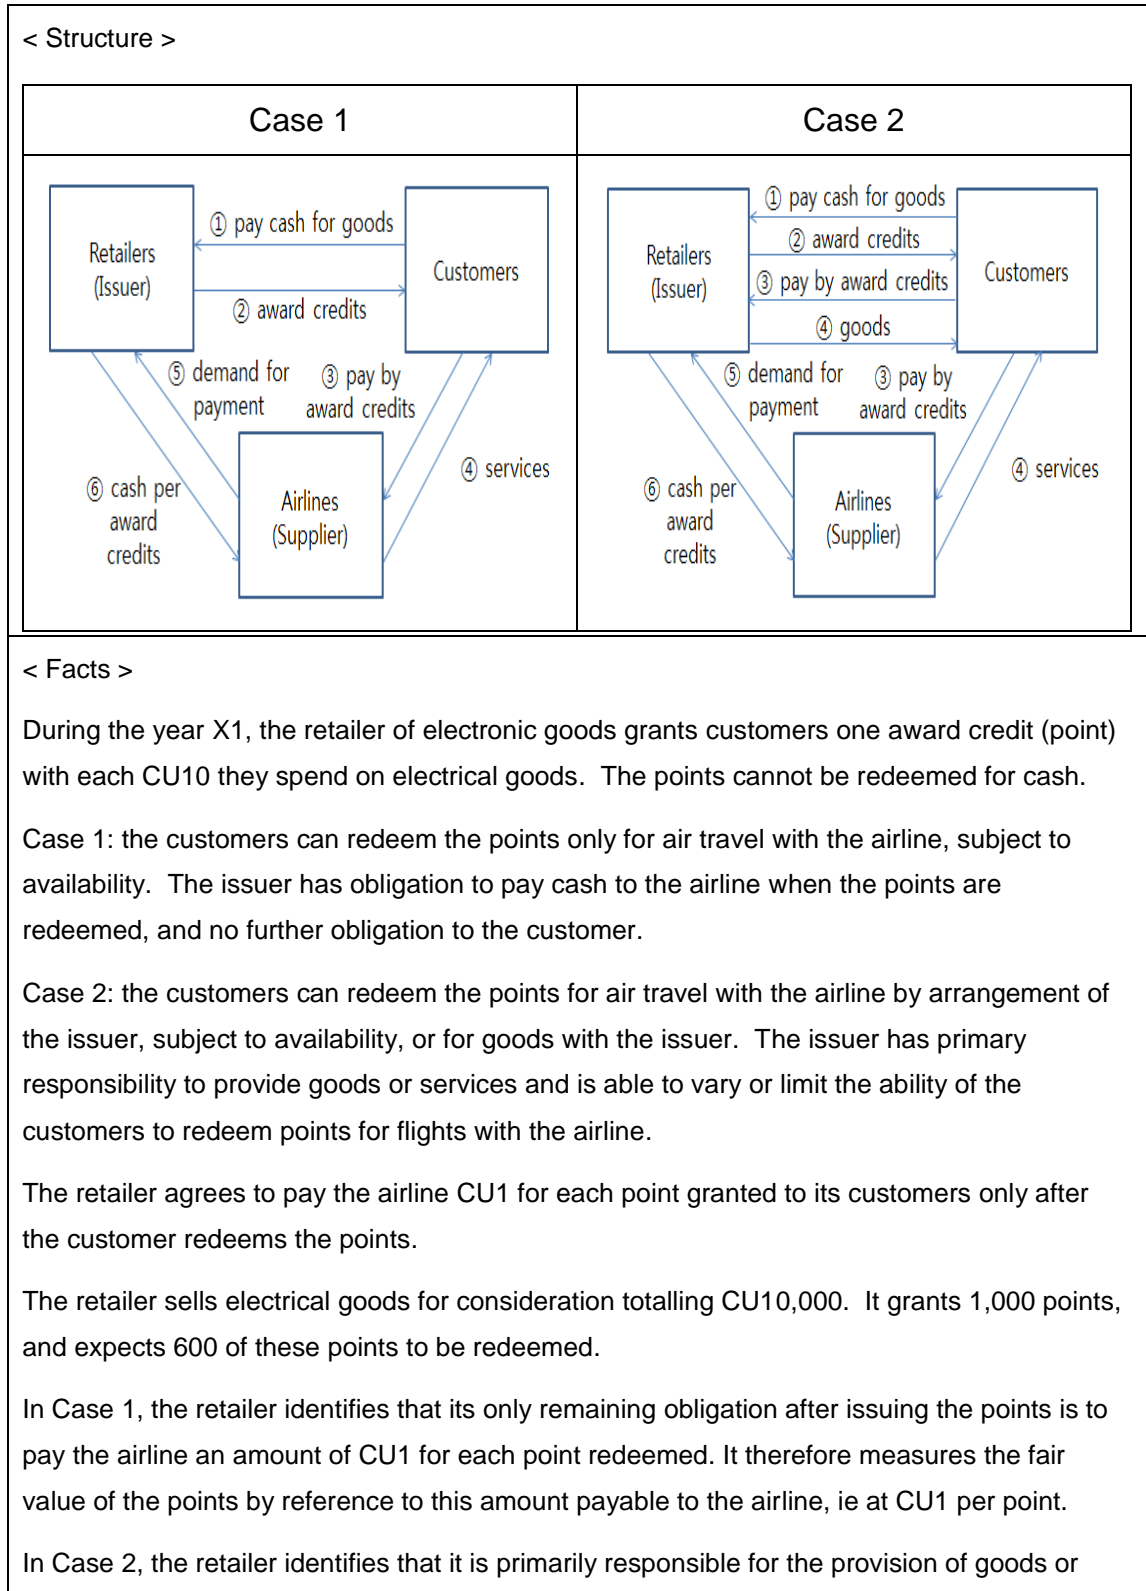 < Structure >
Case 1
Case 2
① pay cash for goods
Retailers
(Issuer)
Customers
② award credits
⑤ demand for
payment
③ pay by
award credits
④ services
⑥ cash per
award
credits
Airlines
(Supplier)
① pay cash for goods
② award credits
Retailers
(Issuer)
③ pay by award credits
Customers
④ goods
⑤ demand for
payment
③ pay by
award credits
④ services
⑥ cash per
award
credits
Airlines
(Supplier)
< Facts >
During the year X1, the retailer of electronic goods grants customers one award credit (point)
with each CU10 they spend on electrical goods.  The points cannot be redeemed for cash.
Case 1: the customers can redeem the points only for air travel with the airline, subject to
availability.  The issuer has obligation to pay cash to the airline when the points are
redeemed, and no further obligation to the customer.
Case 2: the customers can redeem the points for air travel with the airline by arrangement of
the issuer, subject to availability, or for goods with the issuer.  The issuer has primary
responsibility to provide goods or services and is able to vary or limit the ability of the
customers to redeem points for flights with the airline.
The retailer agrees to pay the airline CU1 for each point granted to its customers only after
the customer redeems the points.
The retailer sells electrical goods for consideration totalling CU10,000.  It grants 1,000 points,
and expects 600 of these points to be redeemed.
In Case 1, the retailer identifies that its only remaining obligation after issuing the points is to
pay the airline an amount of CU1 for each point redeemed. It therefore measures the fair
value of the points by reference to this amount payable to the airline, ie at CU1 per point.
In Case 2, the retailer identifies that it is primarily responsible for the provision of goods or